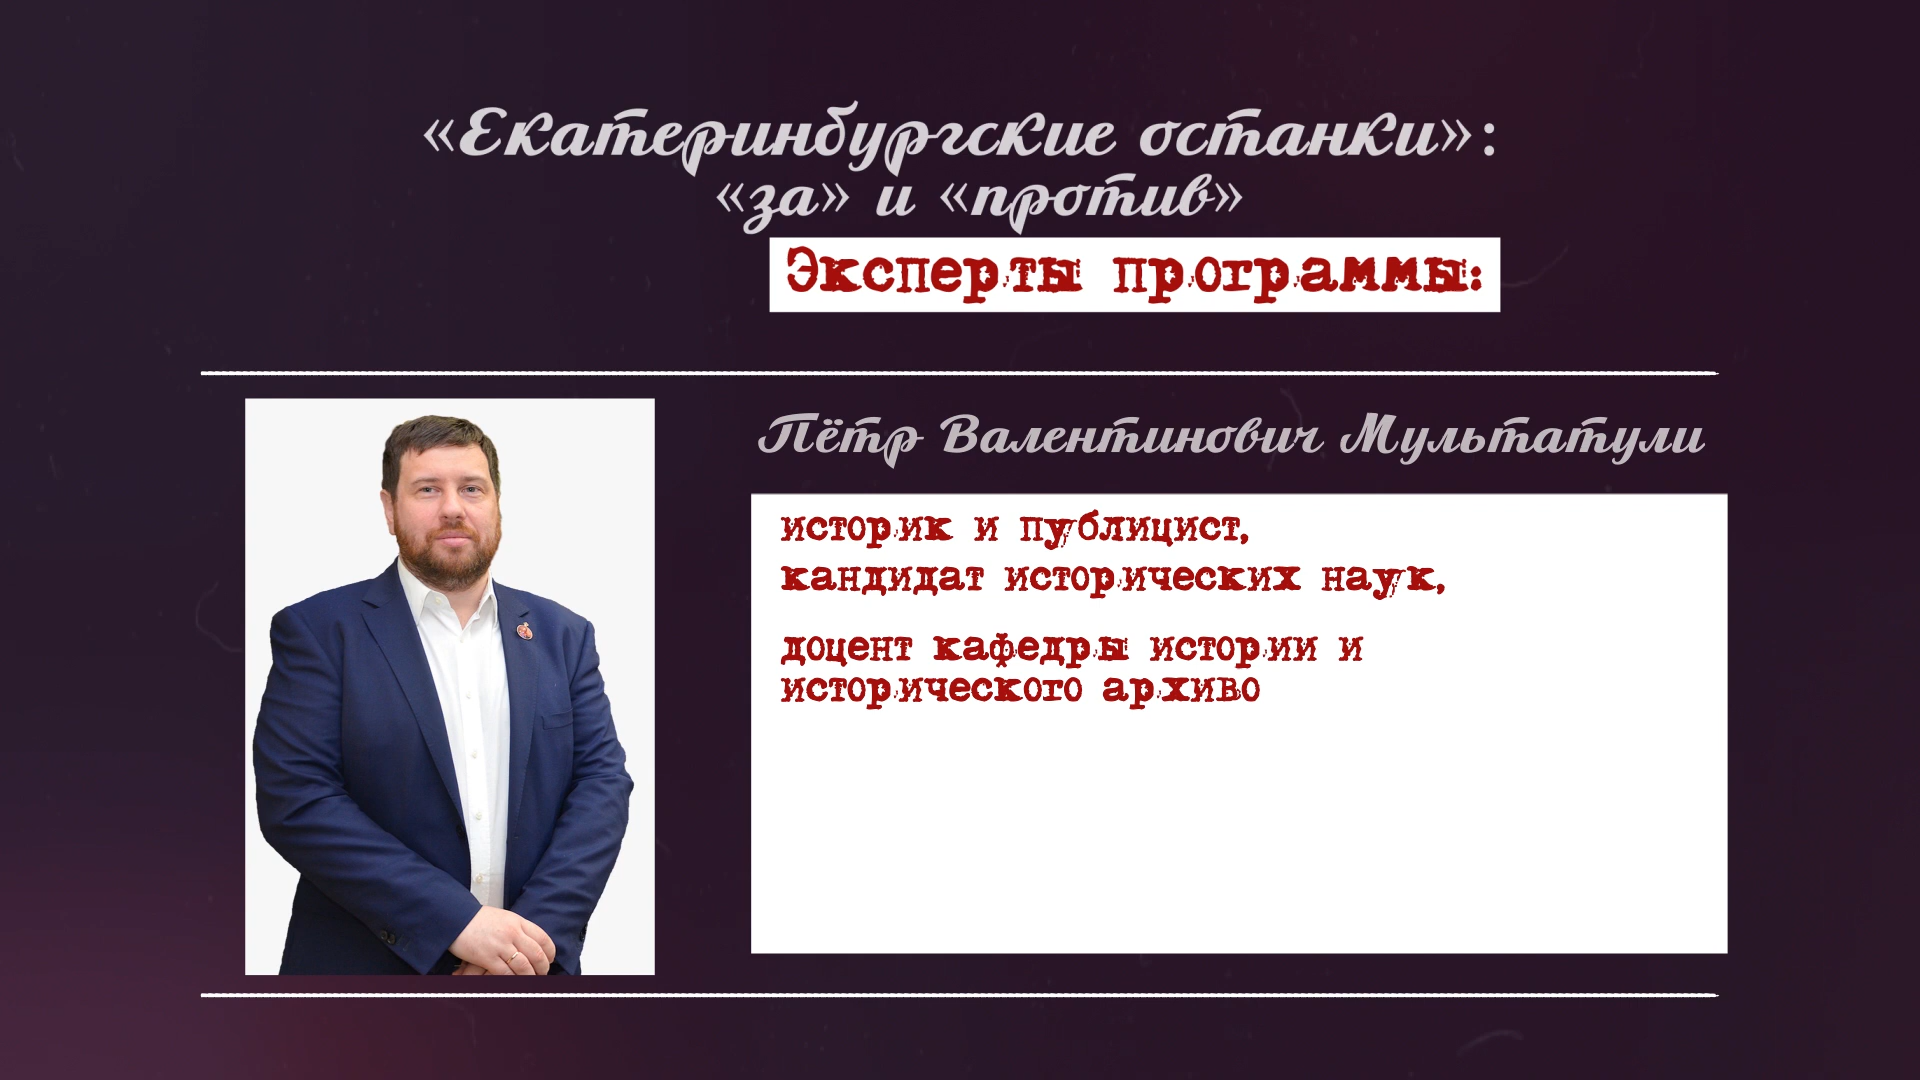 «Екатеринбургские останки»:
«за» и «против»
Эксперты программы:
Пётр Валентинович Мультатули
историк и публицист,
кандидат исторических наук,
доцент кафедры истории и
исторического архиво